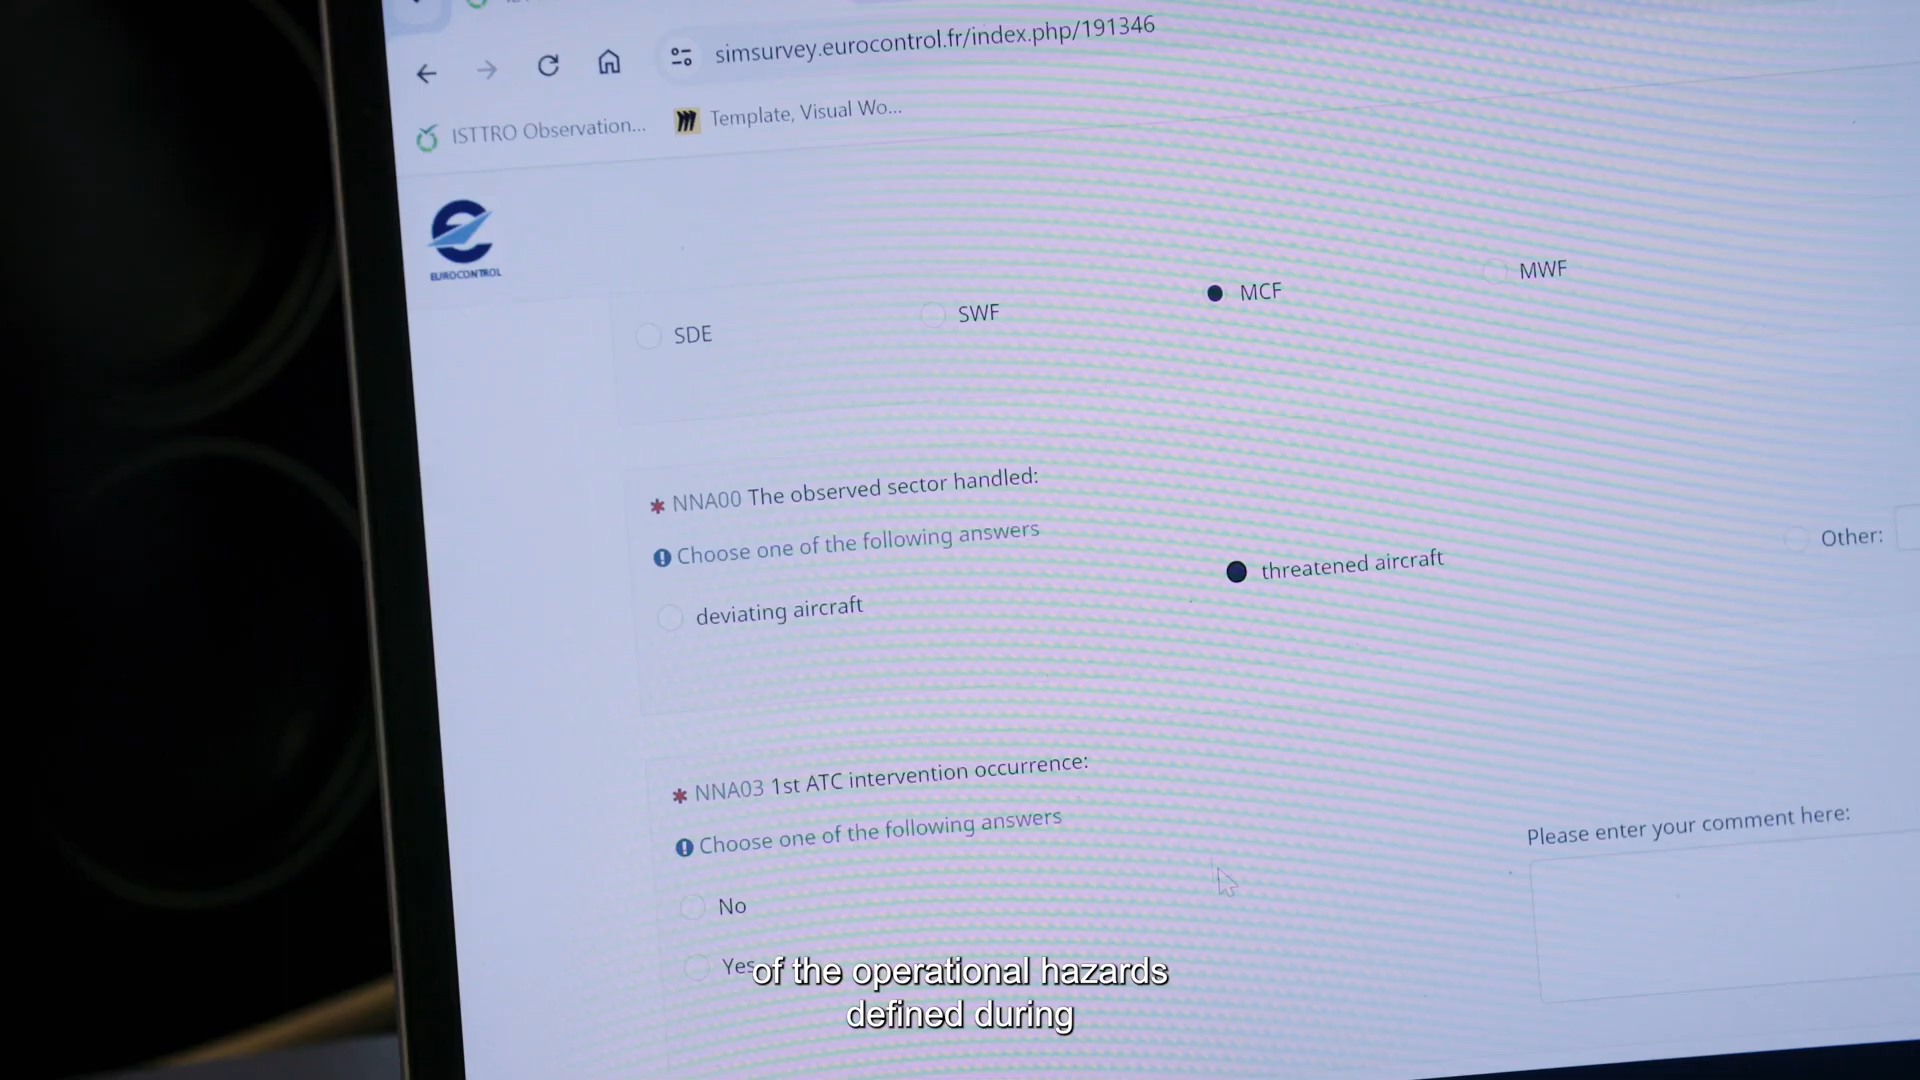 simsurvey.eurocontrol.fr/index.php/191346
ISTTRO Observation...
Template, Visual Wo...
EUROCONTROL
SDE
SWF
MCF
MWF
* NNA00 The observed sector handled:
Choose one of the following answers
deviating aircraft
threatened aircraft
Other:
* NNA03 1st ATC intervention occurrence:
Choose one of the following answers
No
Yes
Please enter your comment here:
of the operational hazards
defined during